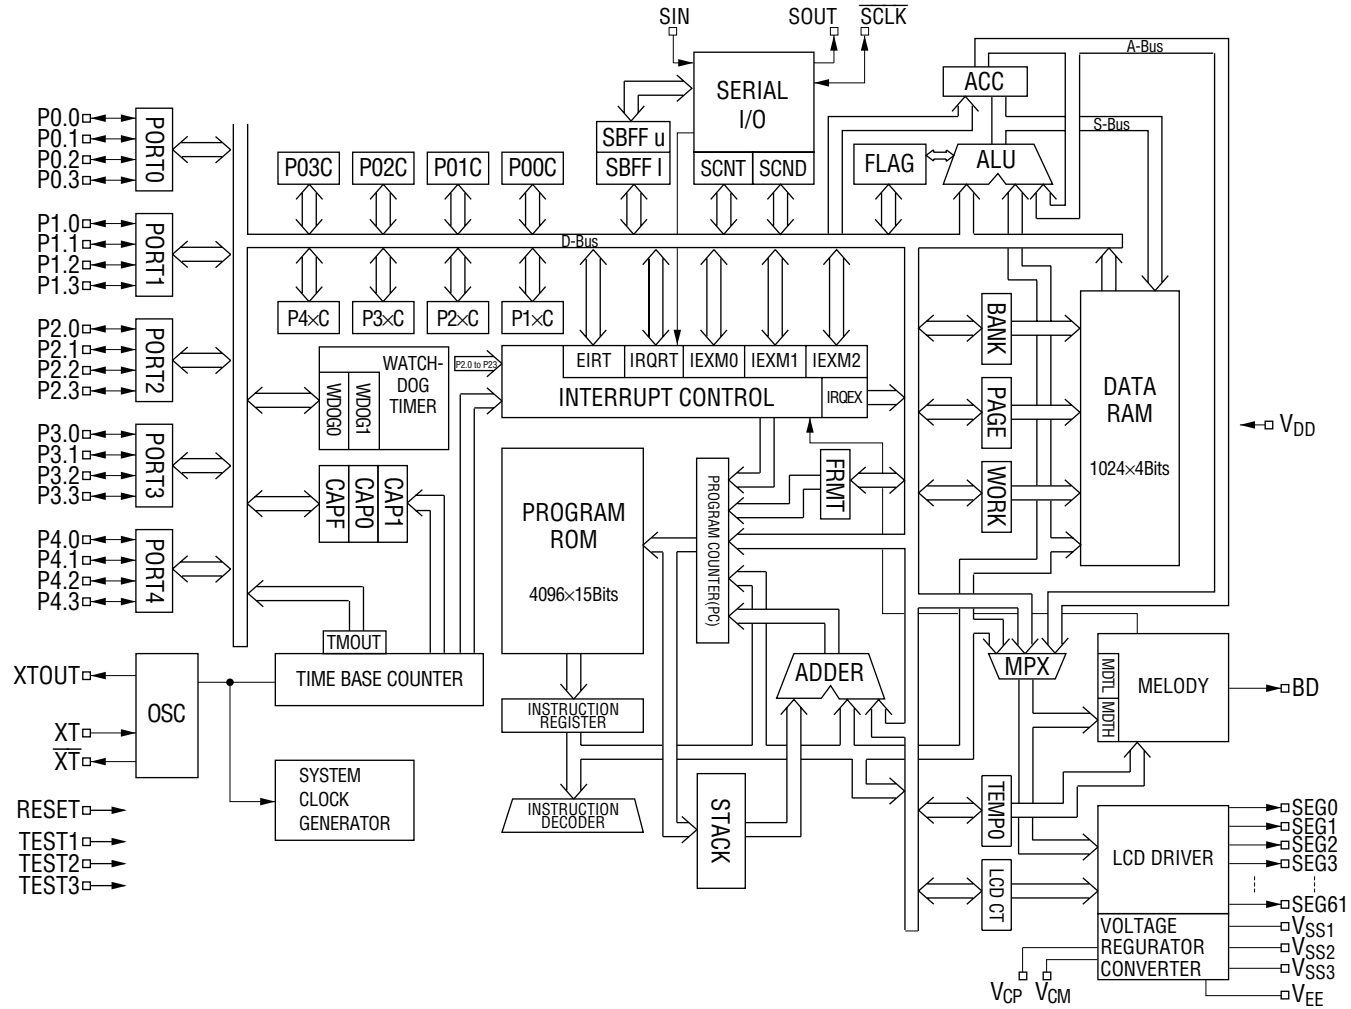 SIN
SOUT
SCLK
A-Bus
SERIAL
I/O
ACC
P0.0
P0.1
P0.2
P0.3
PORT0
SBFF u
SBFF l
SCNT
SCND
S-Bus
FLAG
ALU
P03C
P02C
P01C
P00C
P1.0
P1.1
P1.2
P1.3
PORT1
D-Bus
P4×C
P3×C
P2×C
P1×C
P2.0
P2.1
P2.2
P2.3
PORT2
WATCH-
DOG
TIMER
WDOG0
WDOG1
P2.0 to P23
EIRT
IRQRT
IEXM0
IEXM1
IEXM2
INTERRUPT CONTROL
IRQEX
BANK
PAGE
WORK
DATA
RAM
1024×4Bits
VDD
P3.0
P3.1
P3.2
P3.3
PORT3
CAPF
CAP0
CAP1
PROGRAM
ROM
4096×15Bits
PROGRAM COUNTER(PC)
FRMT
P4.0
P4.1
P4.2
P4.3
PORT4
TMOUT
TIME BASE COUNTER
XTOUT
XT
XT
OSC
ADDER
MPX
MDTL
MDTH
MELODY
BD
INSTRUCTION
REGISTER
SYSTEM
CLOCK
GENERATOR
INSTRUCTION
DECODER
STACK
TEMP0
LCD CT
RESET
TEST1
TEST2
TEST3
LCD DRIVER
SEG0
SEG1
SEG2
SEG3
SEG61
VOLTAGE
REGURATOR
CONVERTER
VSS1
VSS2
VSS3
VEE
VCP
VCM